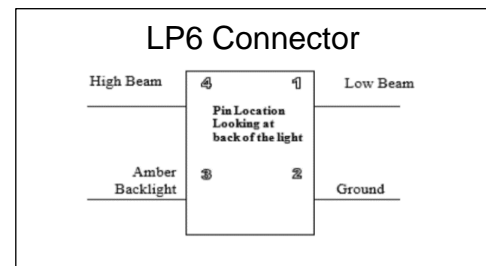 LP6 Connector
High Beam 4 1 Low Beam
Pin Location
Looking at
back of the light
Amber
Backlight 3 2 Ground